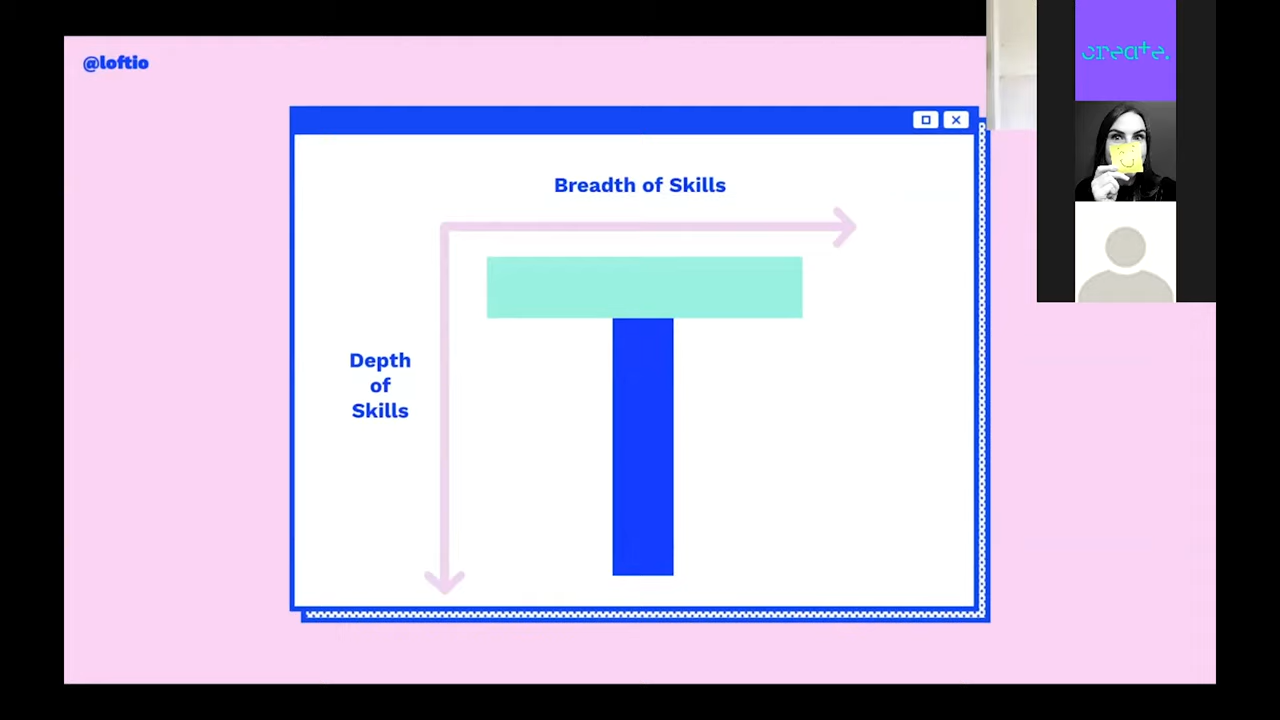 @loftio
create.
Breadth of Skills
Depth
of
Skills